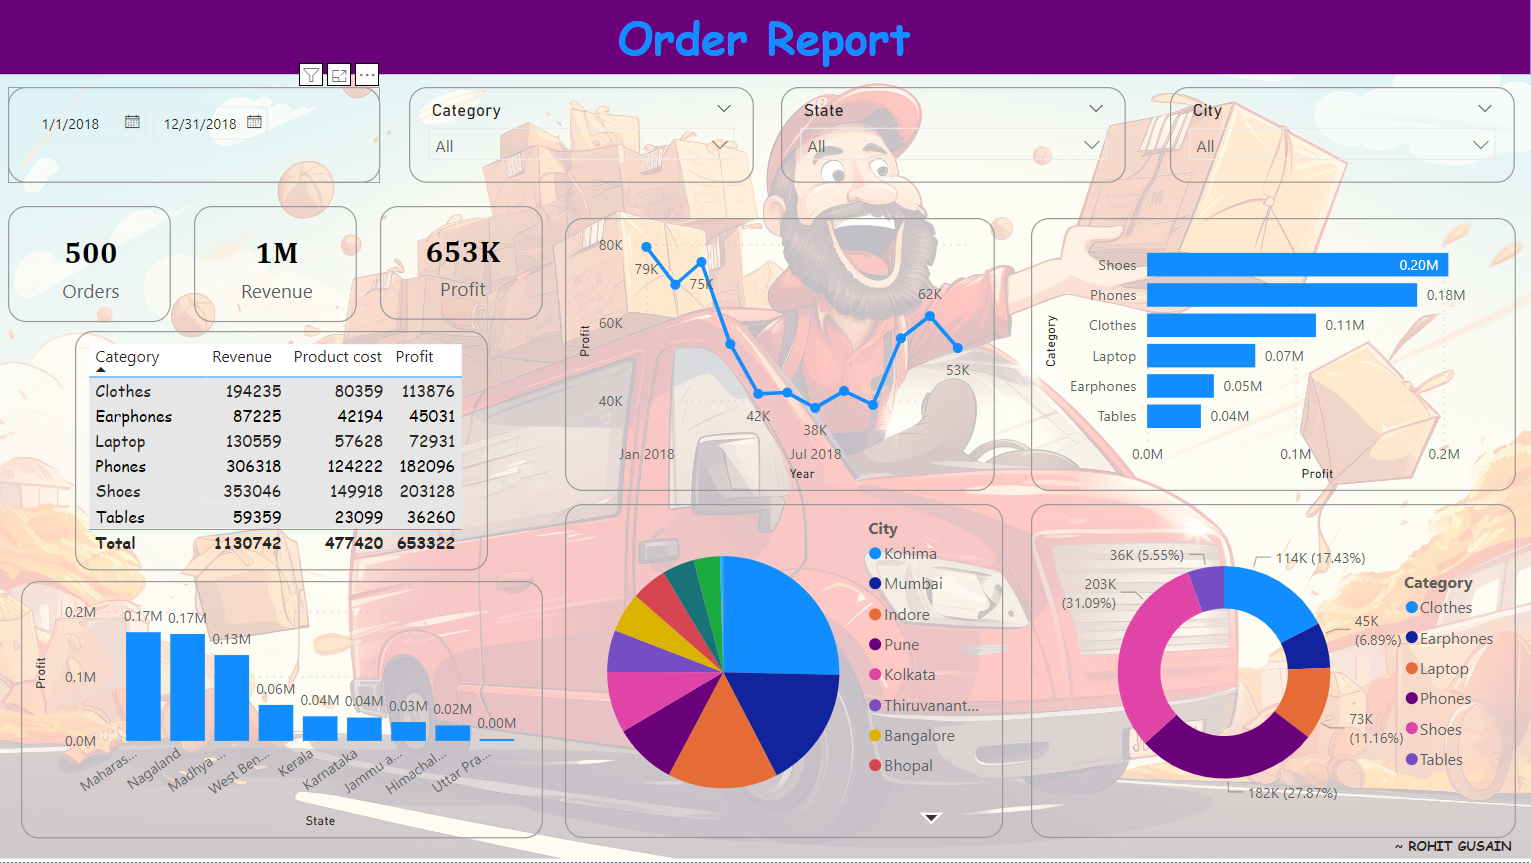 Order Report
1/1/2018 12/31/2018
Category
All
State
All
City
All
500
Orders
1M
Revenue
653K
Profit
Category Revenue Product cost Profit
Clothes 194235 80359 113876
Earphones 87225 42194 45031
Laptop 130559 57628 72931
Phones 306318 124222 182096
Shoes 353046 149918 203128
Tables 59359 23099 36260
Total 1130742 477420 653322
Profit
80K
60K
40K
79K
75K
42K
38K
62K
53K
Jan 2018 Jul 2018
Year
Category
Shoes 0.20M
Phones 0.18M
Clothes 0.11M
Laptop 0.07M
Earphones 0.05M
Tables 0.04M
0.0M 0.1M 0.2M
Profit
Profit
0.2M
0.1M
0.0M
0.17M 0.17M 0.13M 0.06M 0.04M 0.04M 0.03M 0.02M 0.00M
Maharas... Nagaland Madhya ... West Ben... Kerala Karnataka Jammu a... Himachal... Uttar Pra...
State
City
Kohima
Mumbai
Indore
Pune
Kolkata
Thiruvanant...
Bangalore
Bhopal
36K (5.55%)
114K (17.43%)
203K
(31.09%)
45K
(6.89%)
73K
(11.16%)
182K (27.87%)
Category
Clothes
Earphones
Laptop
Phones
Shoes
Tables
~ ROHIT GUSAIN